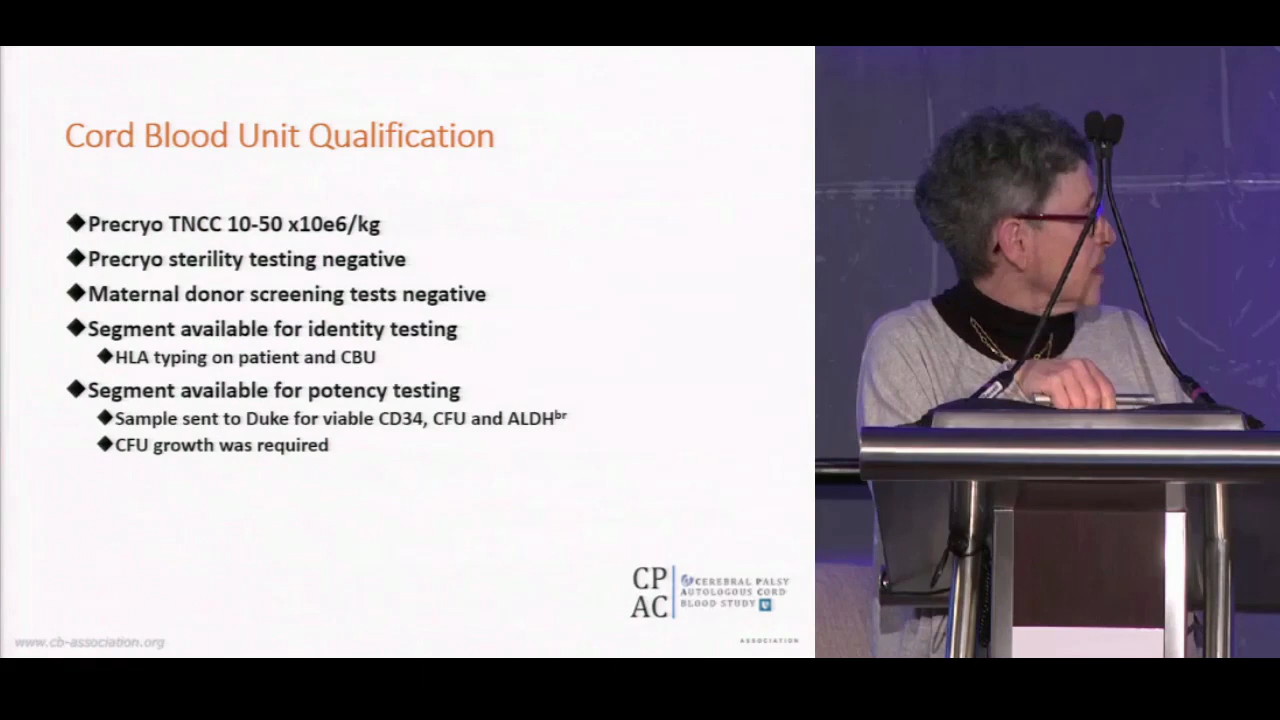 Cord Blood Unit Qualification
Precryo TNCC 10-50 x10e6/kg
Precryo sterility testing negative
Maternal donor screening tests negative
Segment available for identity testing
HLA typing on patient and CBU
Segment available for potency testing
Sample sent to Duke for viable CD34, CFU and ALDHbr
CFU growth was required
CP
AC
CEREBRAL PALSY
AUTOLOGOUS CORD
BLOOD STUDY
ASSOCIATION
www.cb-association.org